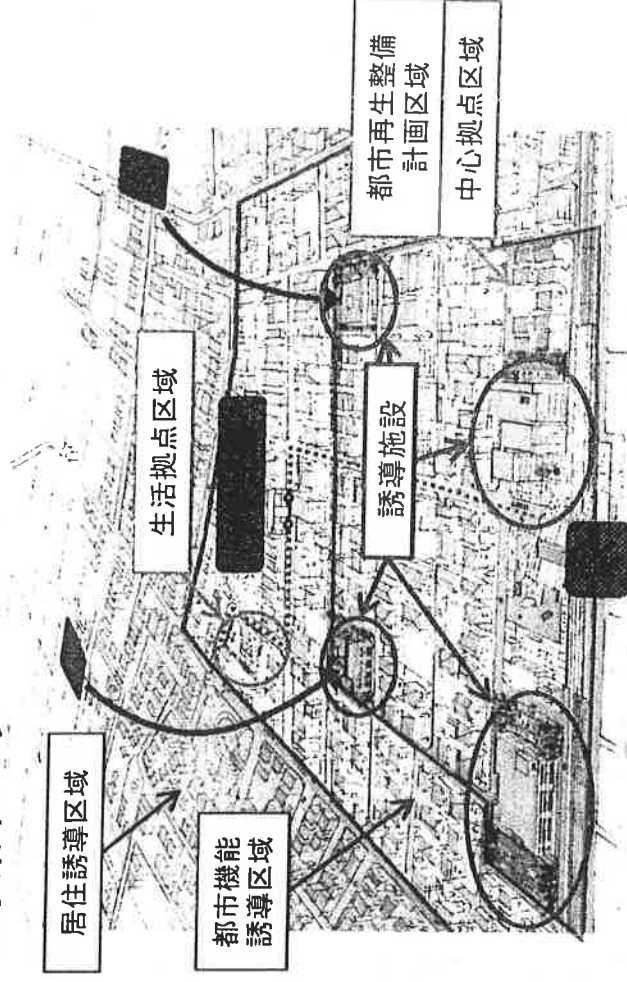 居住誘導区域
都市機能
誘導区域
生活拠点区域
誘導施設
都市再生整備
計画区域
中心拠点区域